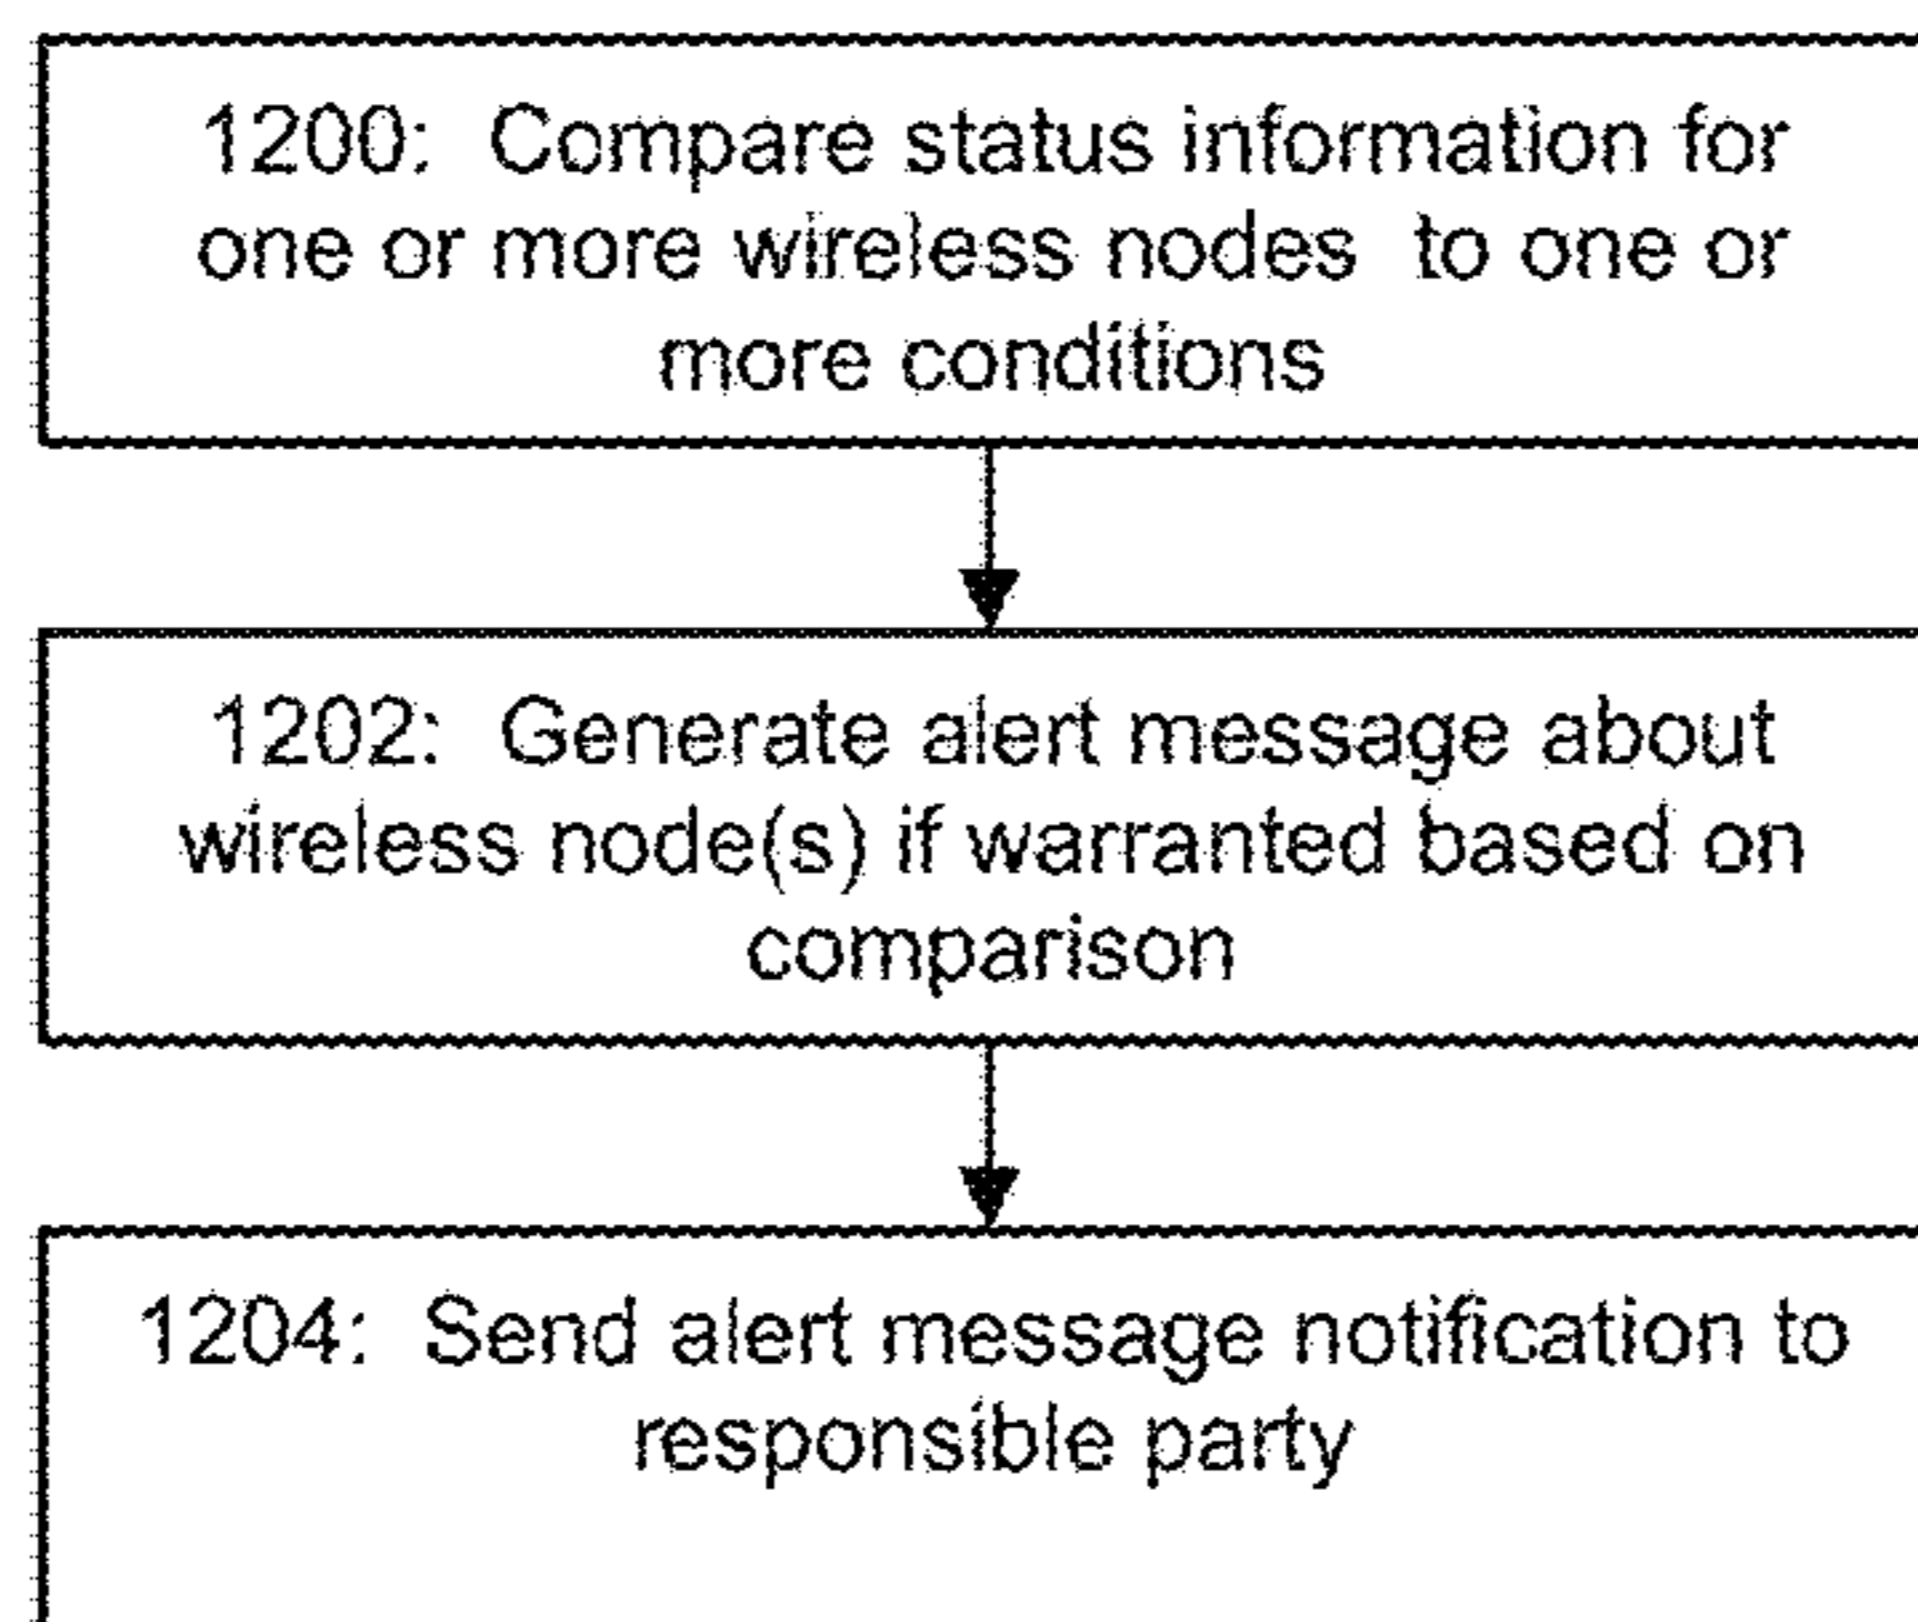 1200: Compare status information for
one or more wireless nodes to one or
more conditions
1202: Generate alert message about
wireless node(s) if warranted based on
comparison
1204: Send alert message notification to
responsible party